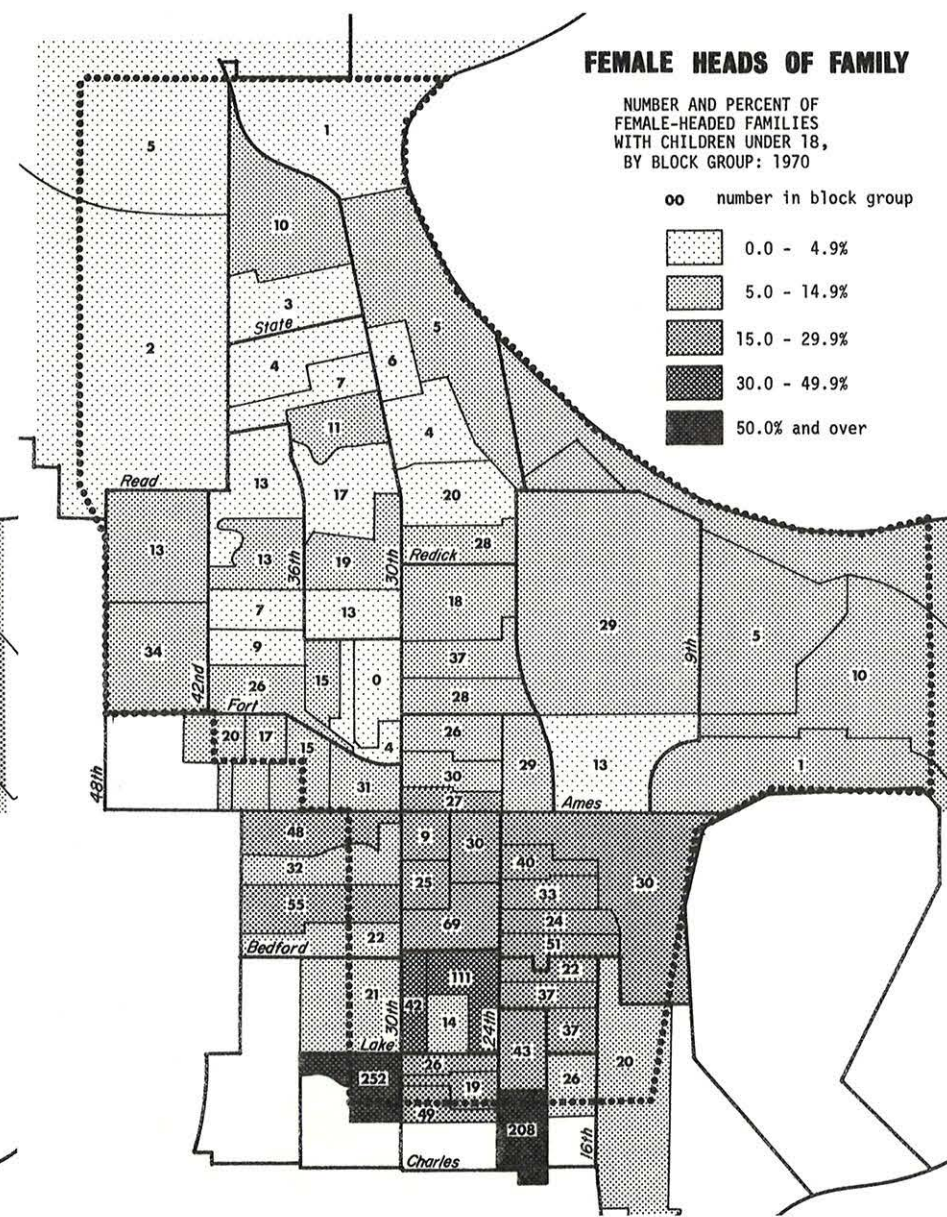 FEMALE HEADS OF FAMILY
NUMBER AND PERCENT OF
FEMALE-HEADED FAMILIES
WITH CHILDREN UNDER 18,
BY BLOCK GROUP: 1970
oo number in block group
0.0 - 4.9%
5.0 - 14.9%
15.0 - 29.9%
30.0 - 49.9%
50.0% and over
1
5
10
3
State
5
2
4
6
7
11
4
Read
13
17
20
13
13
36th
19
30th
Redick
28
7
13
18
29
34
9
37
9th
5
42nd
26
15
0
28
10
Fort
20
17
15
4
26
48th
31
30
29
13
1
27
Ames
48
9
30
32
40
25
33
30
55
69
24
Bedford
22
51
111
22
21
30th
42
14
24th
37
37
Lake
43
20
252
26
19
26
49
208
16th
Charles